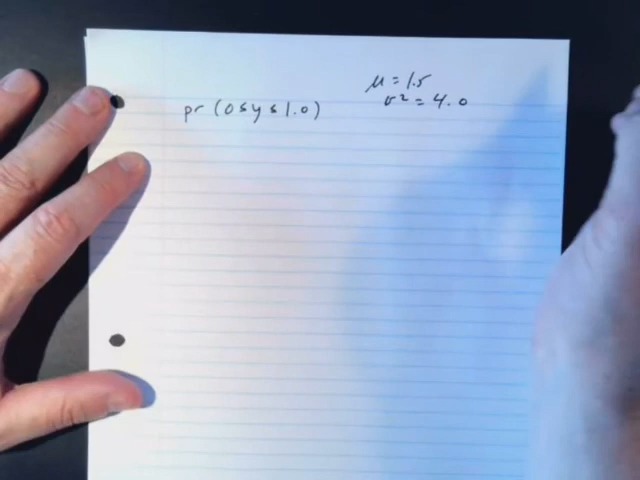 μ = 1.5
σ² = 4.0
pr (0 ≤ y ≤ 1.0)